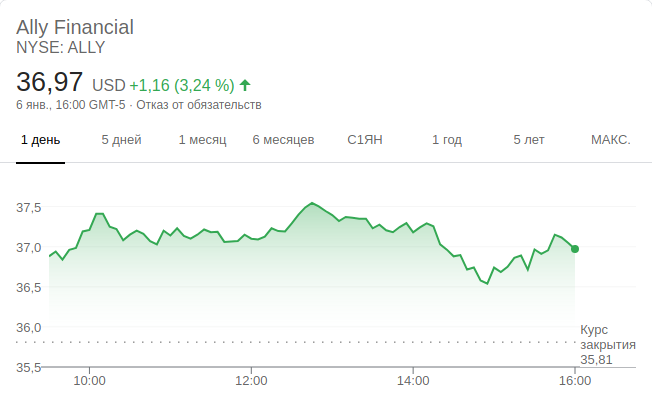 Ally Financial
NYSE: ALLY
36,97 USD +1,16 (3,24 %)
6 янв., 16:00 GMT-5 · Отказ от обязательств
1 день 5 дней 1 месяц 6 месяцев С1ЯН 1 год 5 лет МАКС.
37,5
37,0
36,5
36,0
Курс
закрытия
35,81
35,5
10:00 12:00 14:00 16:00